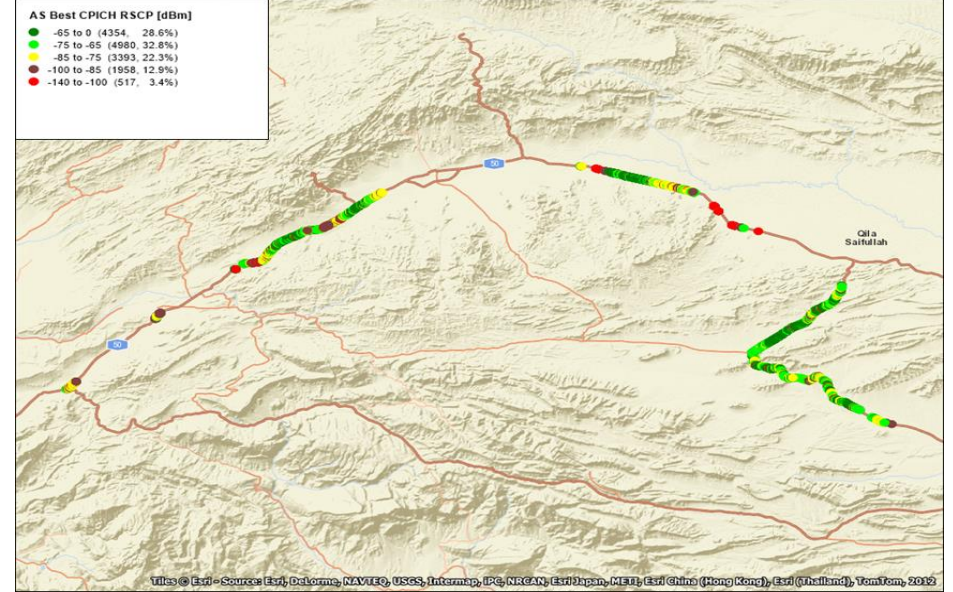 AS Best CPICH RSCP [dBm]
-65 to 0 (4354, 28.6%)
-75 to -65 (4980, 32.8%)
-85 to -75 (3393, 22.3%)
-100 to -85 (1958, 12.9%)
-140 to -100 (517, 3.4%)
50
Qila
Saifullah
50
Tiles © Esri - Source: Esri, DeLorme, NAVTEQ, USGS, Intermap, iPC, NRCAN, Esri Japan, METI, Esri China (Hong Kong), Esri (Thailand), TomTom, 2012